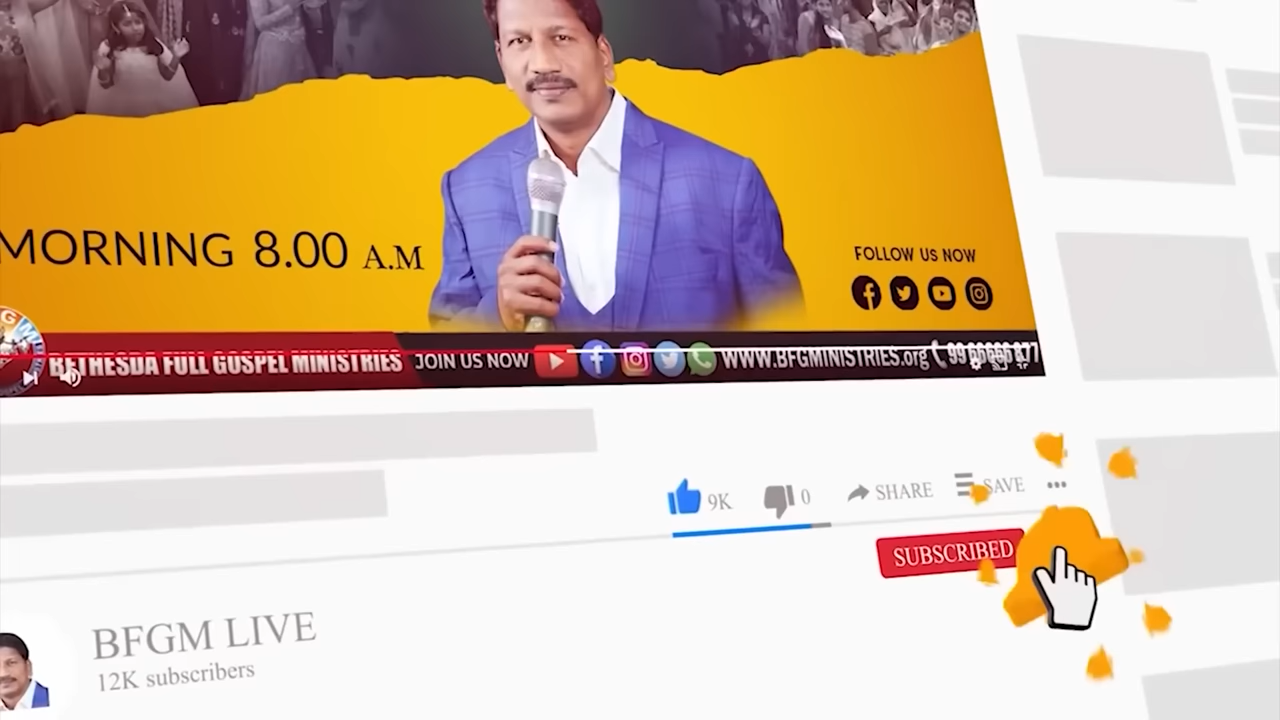 MORNING 8.00 A.M
FOLLOW US NOW
BETHESDA FULL GOSPEL MINISTRIES JOIN US NOW WWW.BFGMINISTRIES.org
9K 0 SHARE SAVE
SUBSCRIBED
BFGM LIVE
12K subscribers